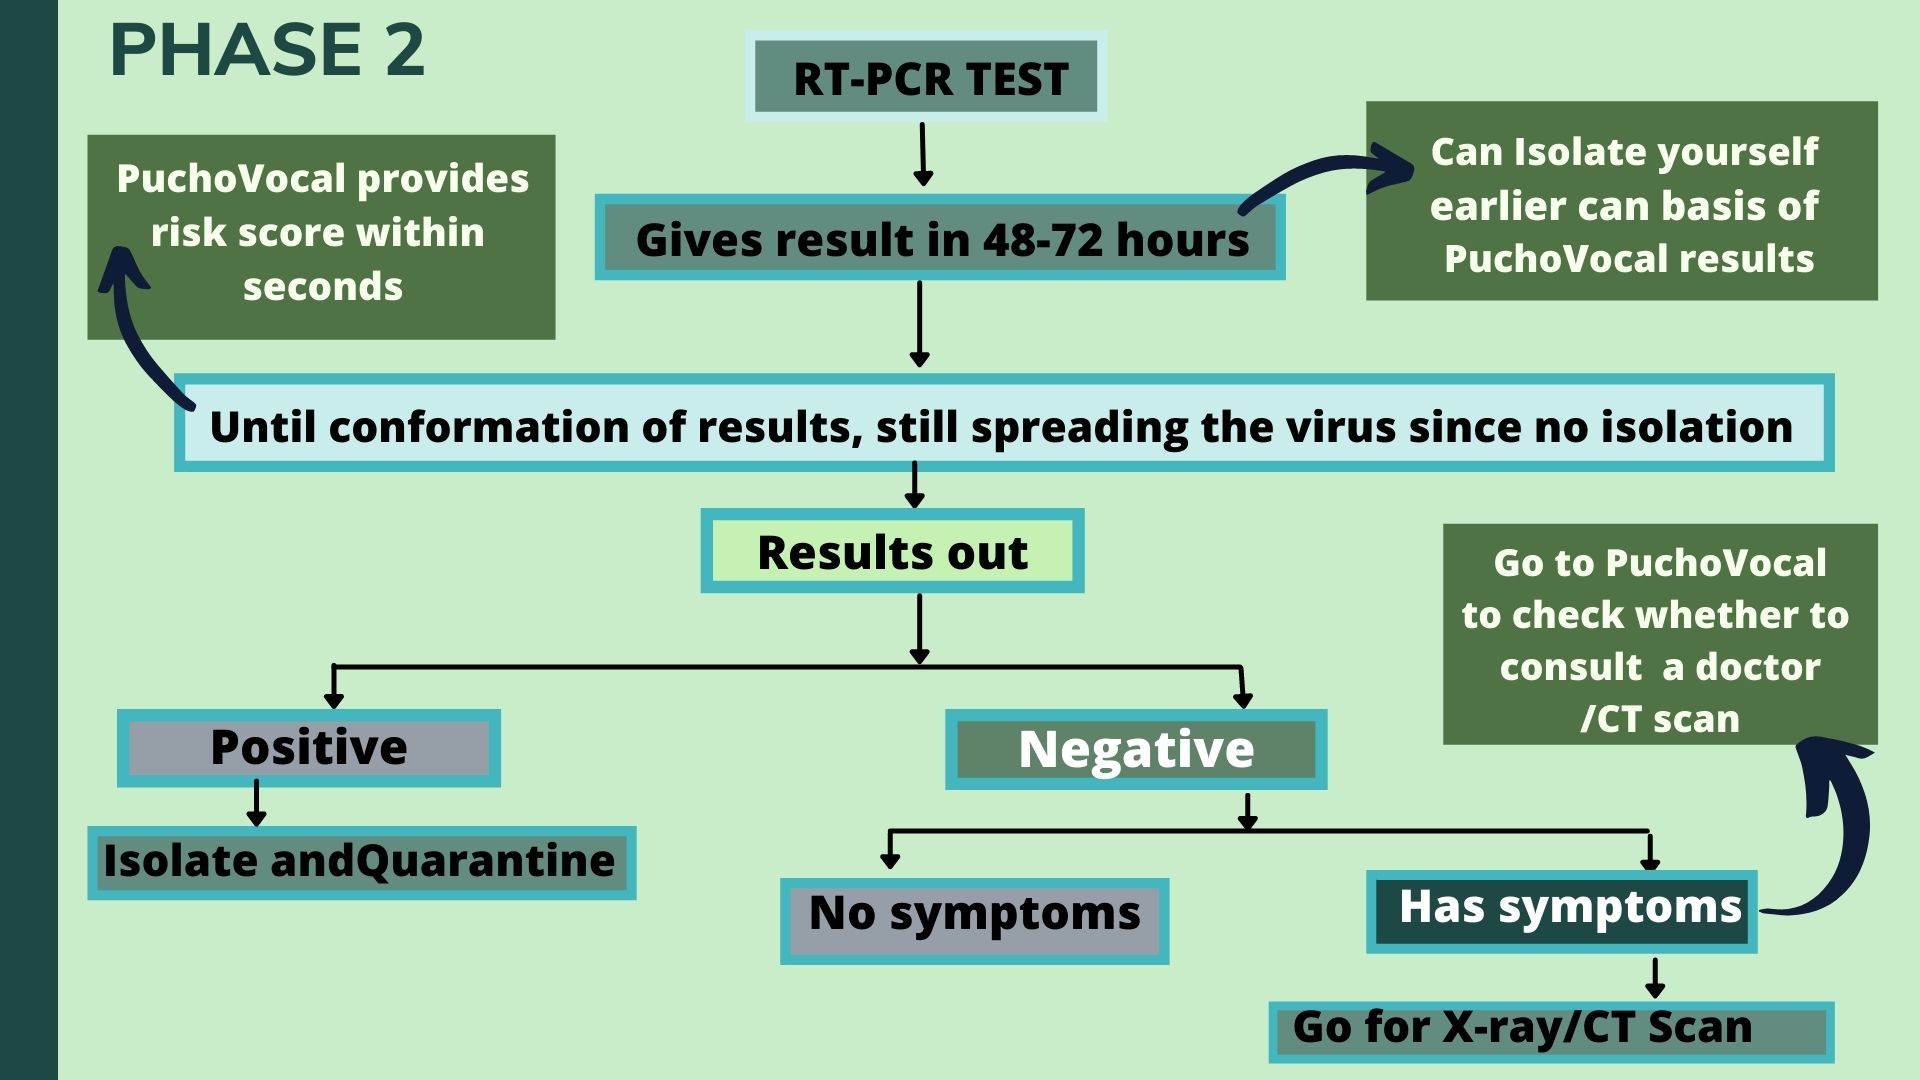 PHASE 2
RT-PCR TEST
PuchoVocal provides
risk score within
seconds
Gives result in 48-72 hours
Can Isolate yourself
earlier can basis of
PuchoVocal results
Until conformation of results, still spreading the virus since no isolation
Results out
Go to PuchoVocal
to check whether to
consult a doctor
/CT scan
Positive
Negative
Isolate andQuarantine
No symptoms
Has symptoms
Go for X-ray/CT Scan